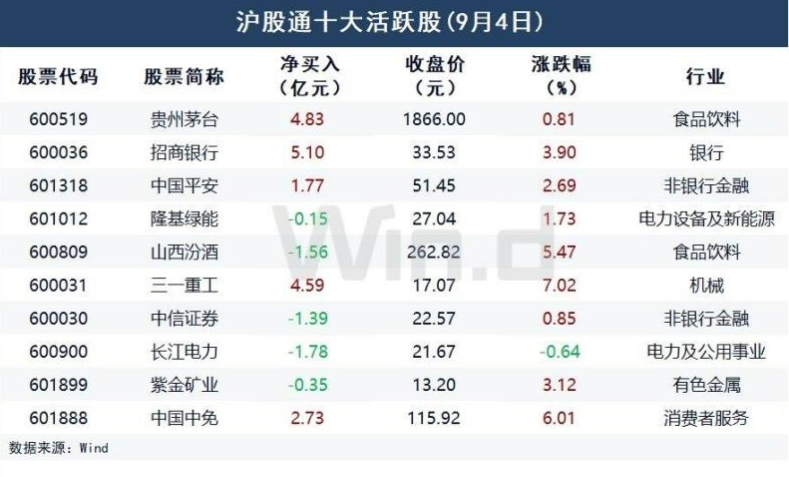 沪股通十大活跃股(9月4日)
股票代码 股票简称 净买入（亿元） 收盘价（元） 涨跌幅（%） 行业
600519 贵州茅台 4.83 1866.00 0.81 食品饮料
600036 招商银行 5.10 33.53 3.90 银行
601318 中国平安 1.77 51.45 2.69 非银行金融
601012 隆基绿能 -0.15 27.04 1.73 电力设备及新能源
600809 山西汾酒 -1.56 262.82 5.47 食品饮料
600031 三一重工 4.59 17.07 7.02 机械
600030 中信证券 -1.39 22.57 0.85 非银行金融
600900 长江电力 -1.78 21.67 -0.64 电力及公用事业
601899 紫金矿业 -0.35 13.20 3.12 有色金属
601888 中国中免 2.73 115.92 6.01 消费者服务
数据来源：Wind
Win.d